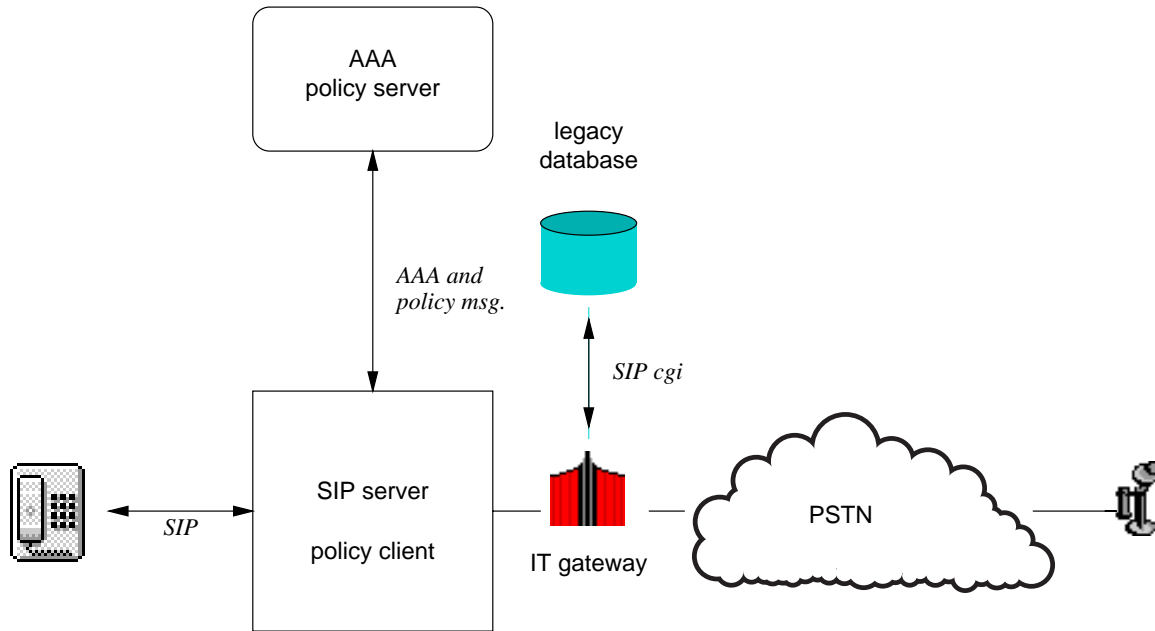 AAA
policy server
legacy
database
AAA and
policy msg.
SIP cgi
SIP
SIP server
policy client
IT gateway
PSTN